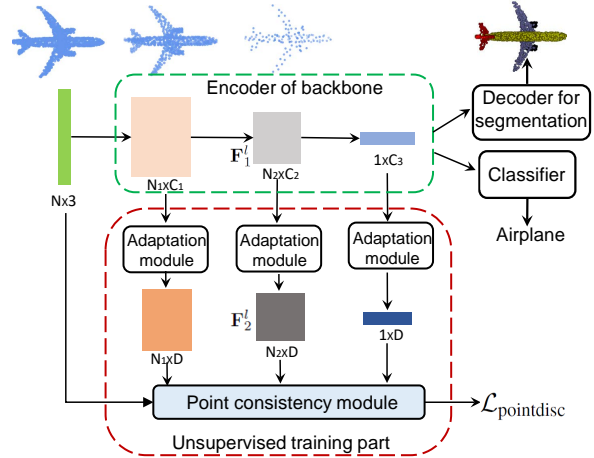 Encoder of backbone
Decoder for
segmentation
F₁ˡ
N₁xC₁
N₂xC₂
1xC₃
Nx3
Classifier
Airplane
Adaptation
module
Adaptation
module
Adaptation
module
F₂ˡ
N₁xD
N₂xD
1xD
Point consistency module
ℒpointdisc
Unsupervised training part